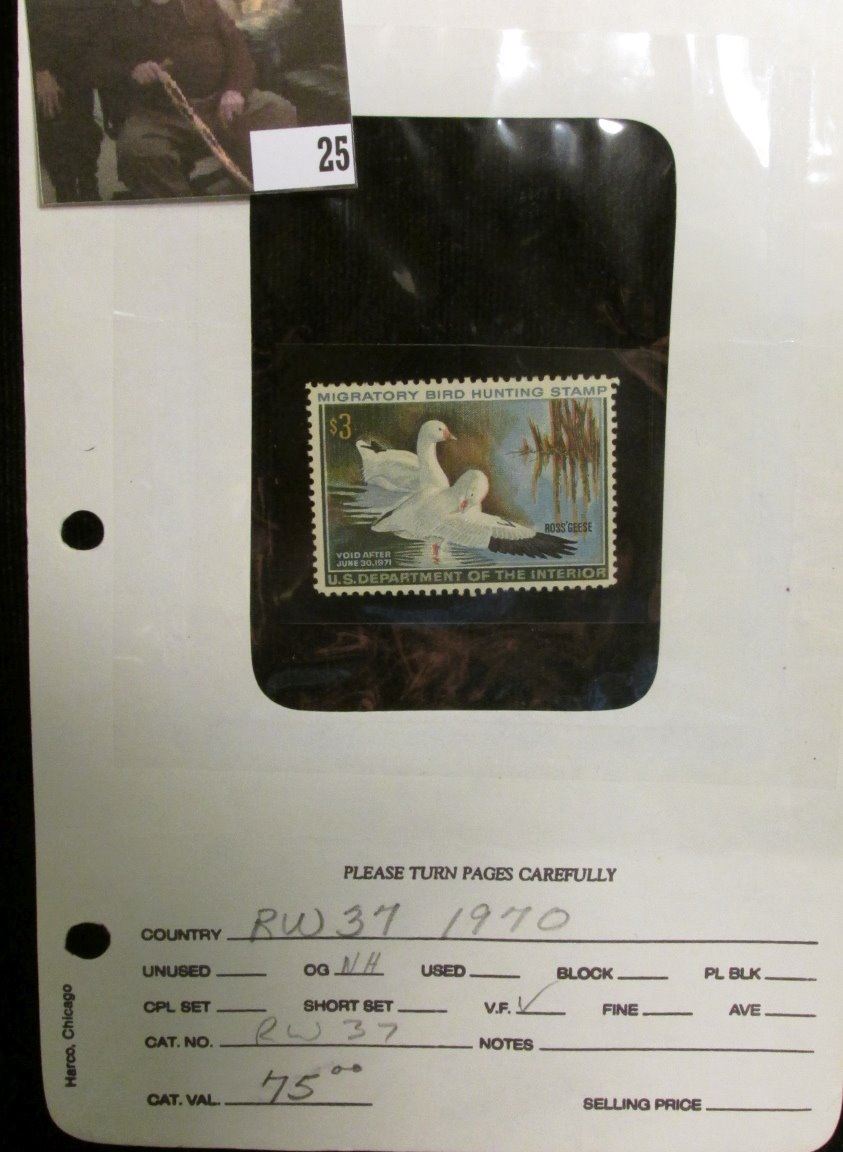 25
MIGRATORY BIRD HUNTING STAMP
$3
ROSS' GEESE
VOID AFTER
JUNE 30, 1971
U.S. DEPARTMENT OF THE INTERIOR
PLEASE TURN PAGES CAREFULLY
COUNTRY RW 37 1970
UNUSED OG NH USED BLOCK PL BLK
CPL SET SHORT SET V.F. ✓ FINE AVE
CAT. NO. RW 37 NOTES
CAT. VAL. 75.00 SELLING PRICE
Harco, Chicago